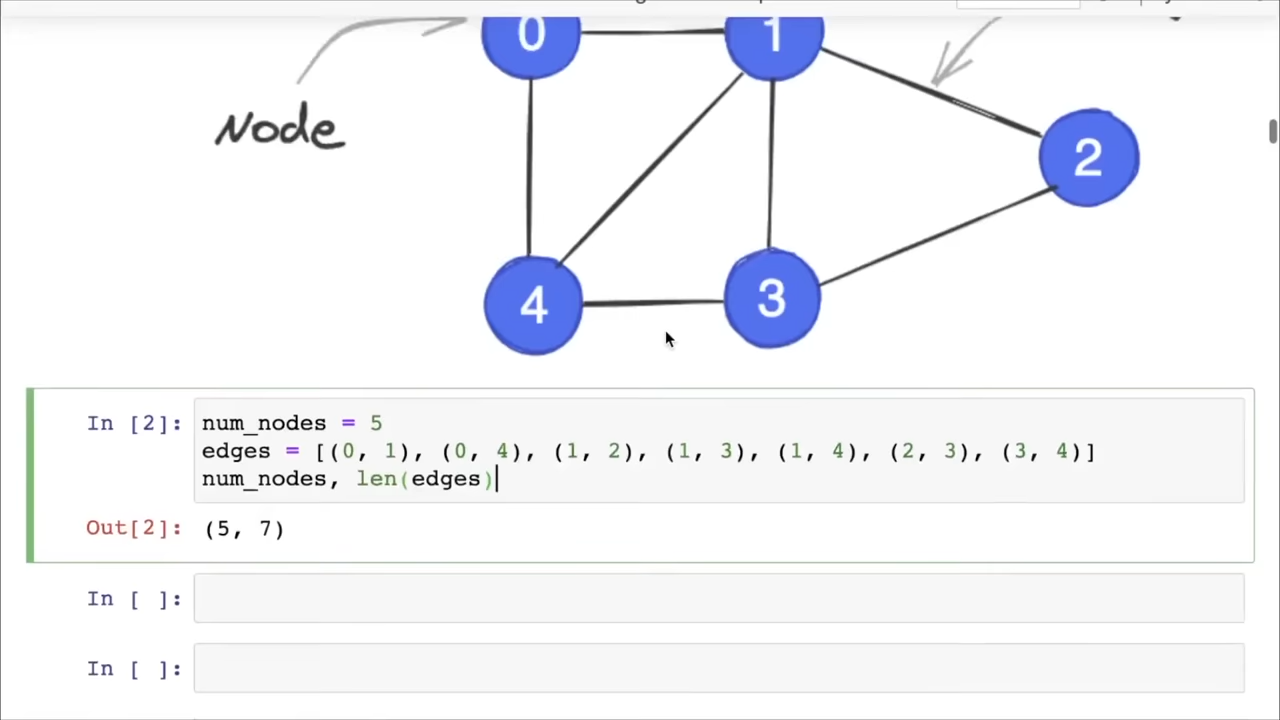 0
1
Node
2
4
3
In [2]:
num_nodes = 5
edges = [(0, 1), (0, 4), (1, 2), (1, 3), (1, 4), (2, 3), (3, 4)]
num_nodes, len(edges)
Out[2]: (5, 7)
In [ ]:
In [ ]: